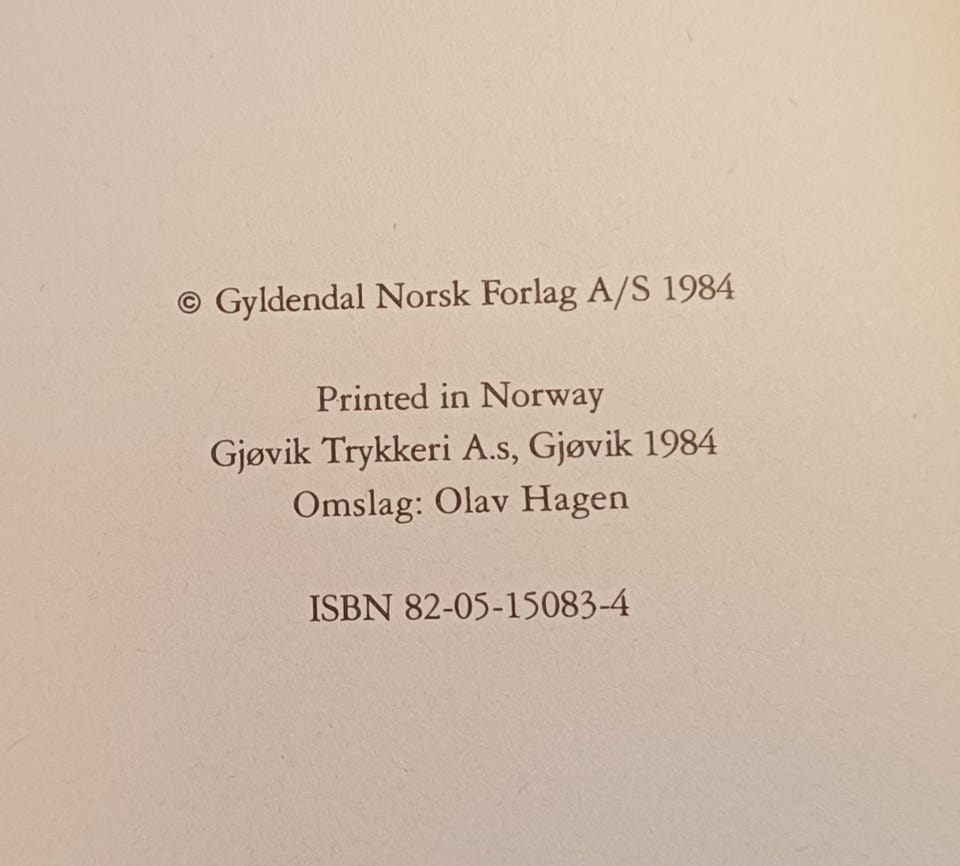 © Gyldendal Norsk Forlag A/S 1984
Printed in Norway
Gjøvik Trykkeri A.s, Gjøvik 1984
Omslag: Olav Hagen
ISBN 82-05-15083-4